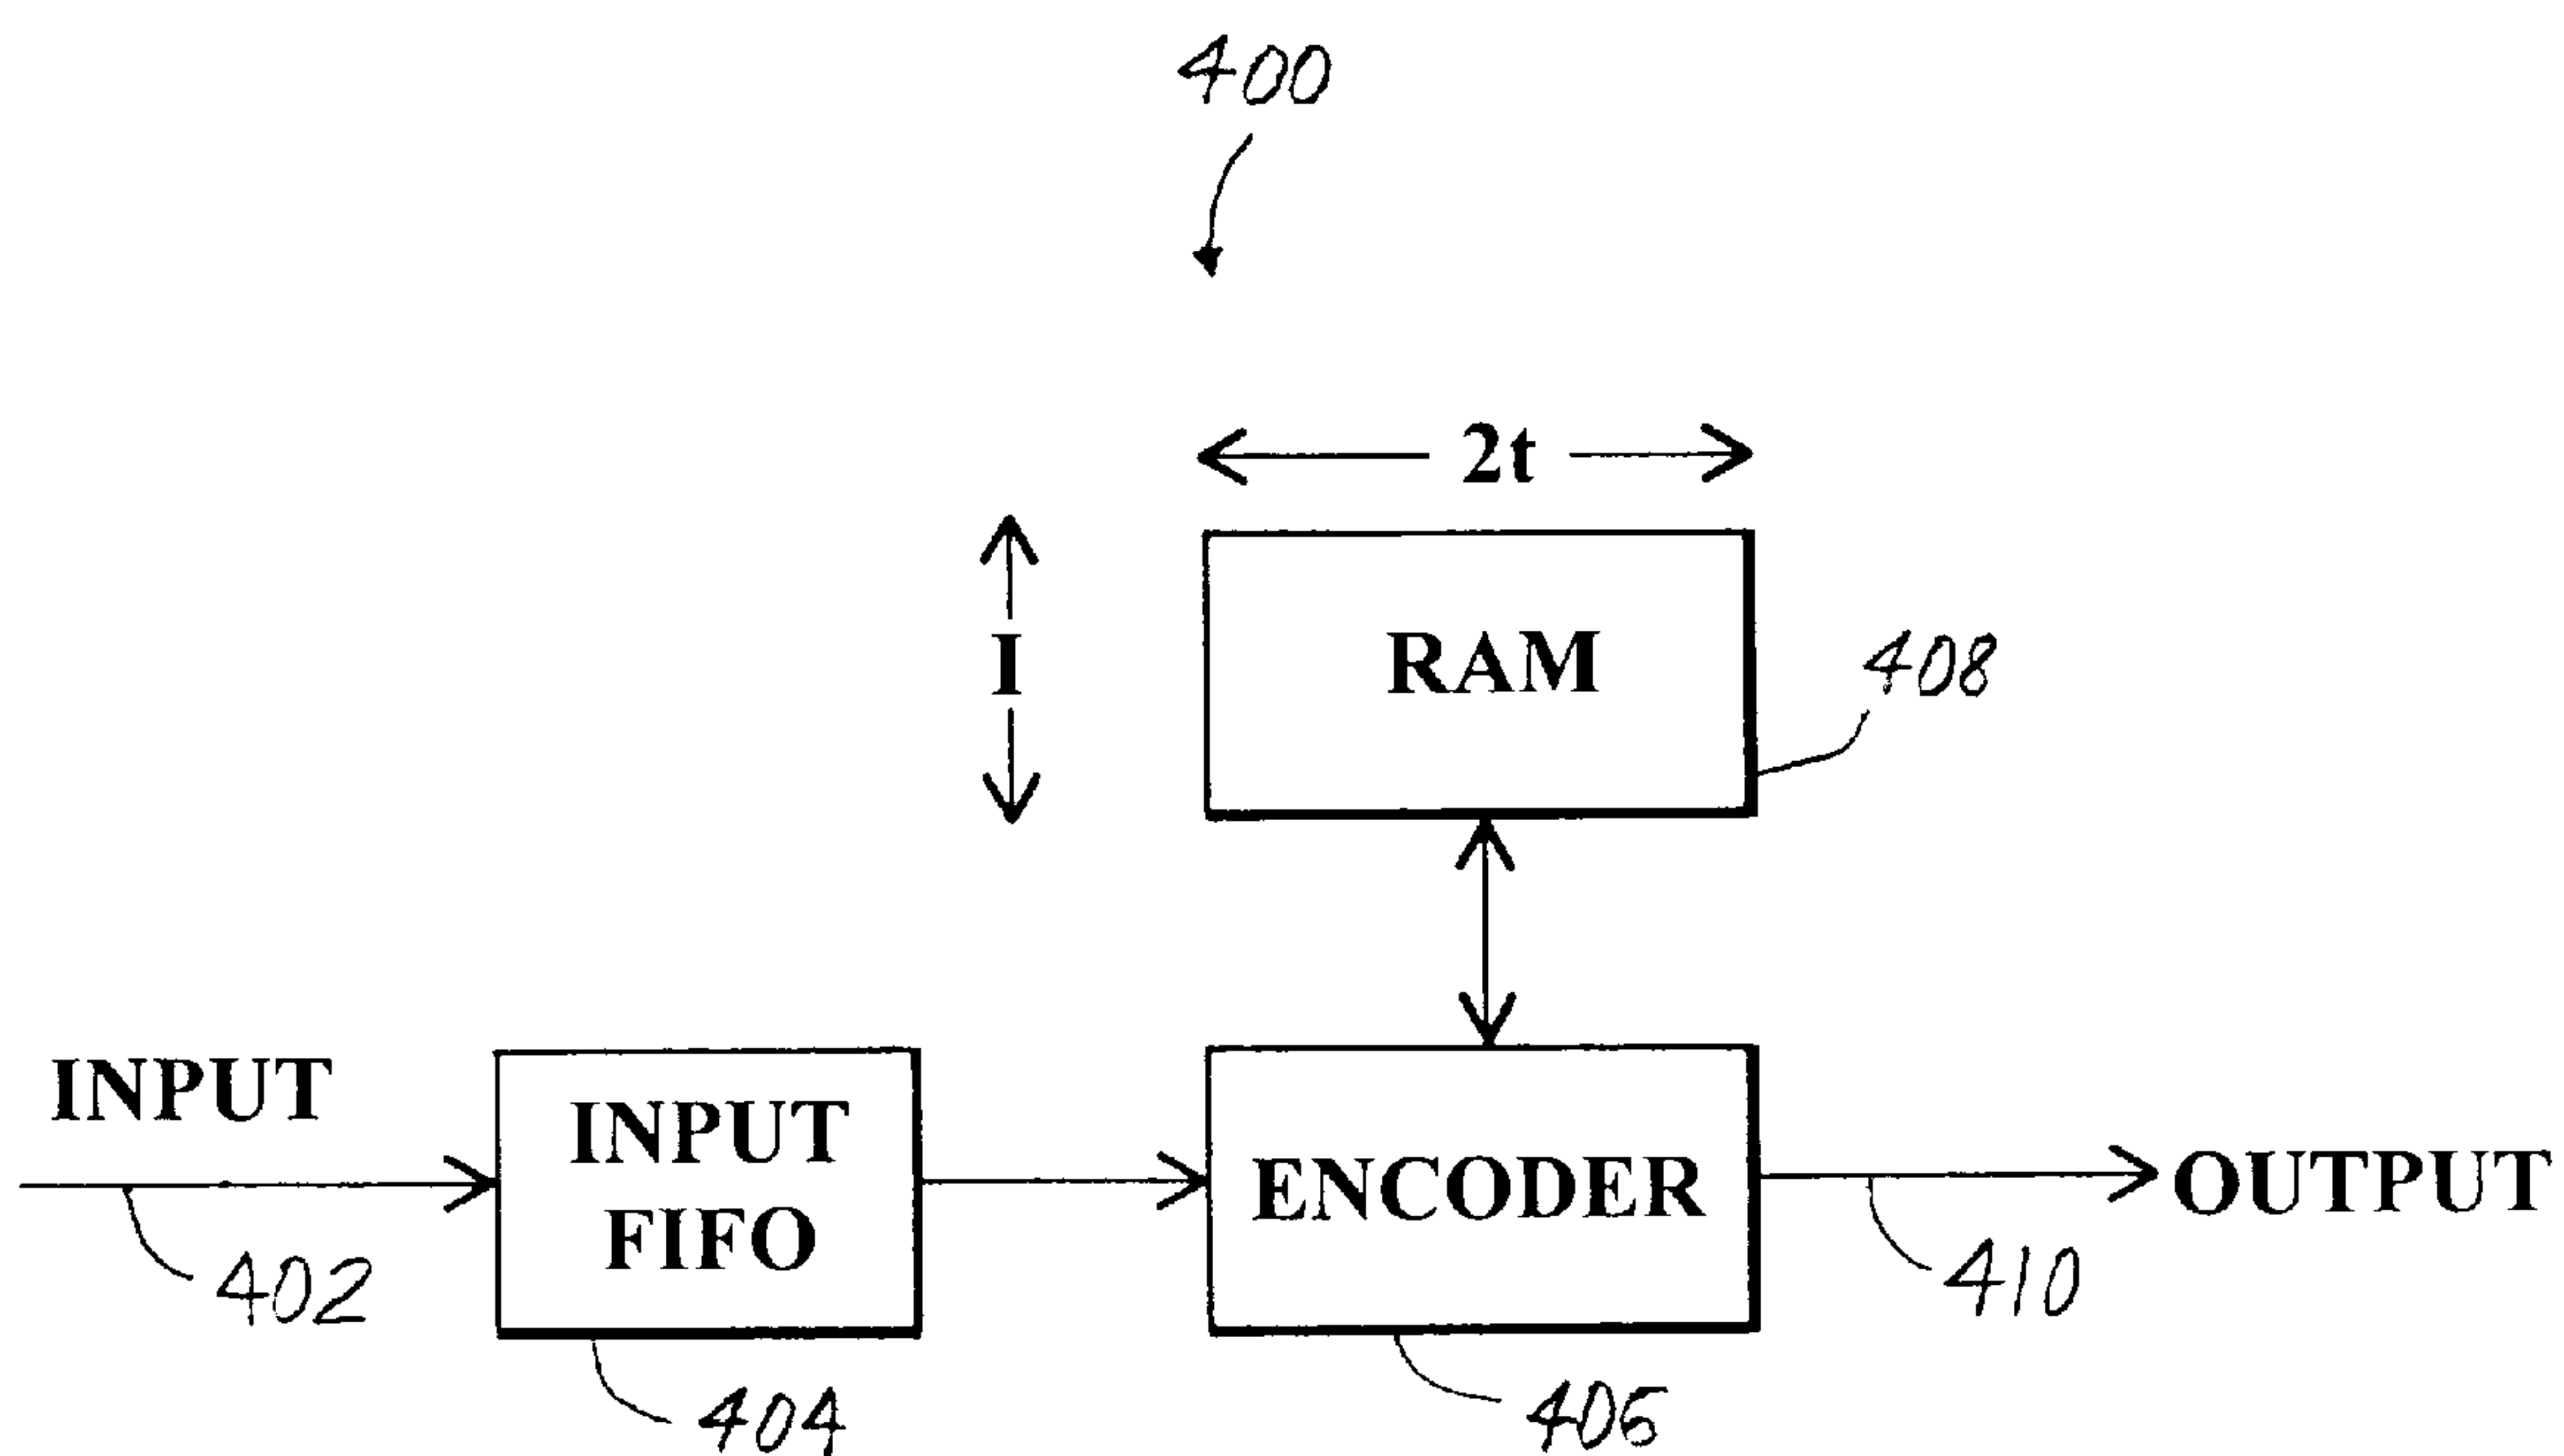 400
2t
I
RAM
408
INPUT
INPUT
FIFO
ENCODER
OUTPUT
402
410
404
406